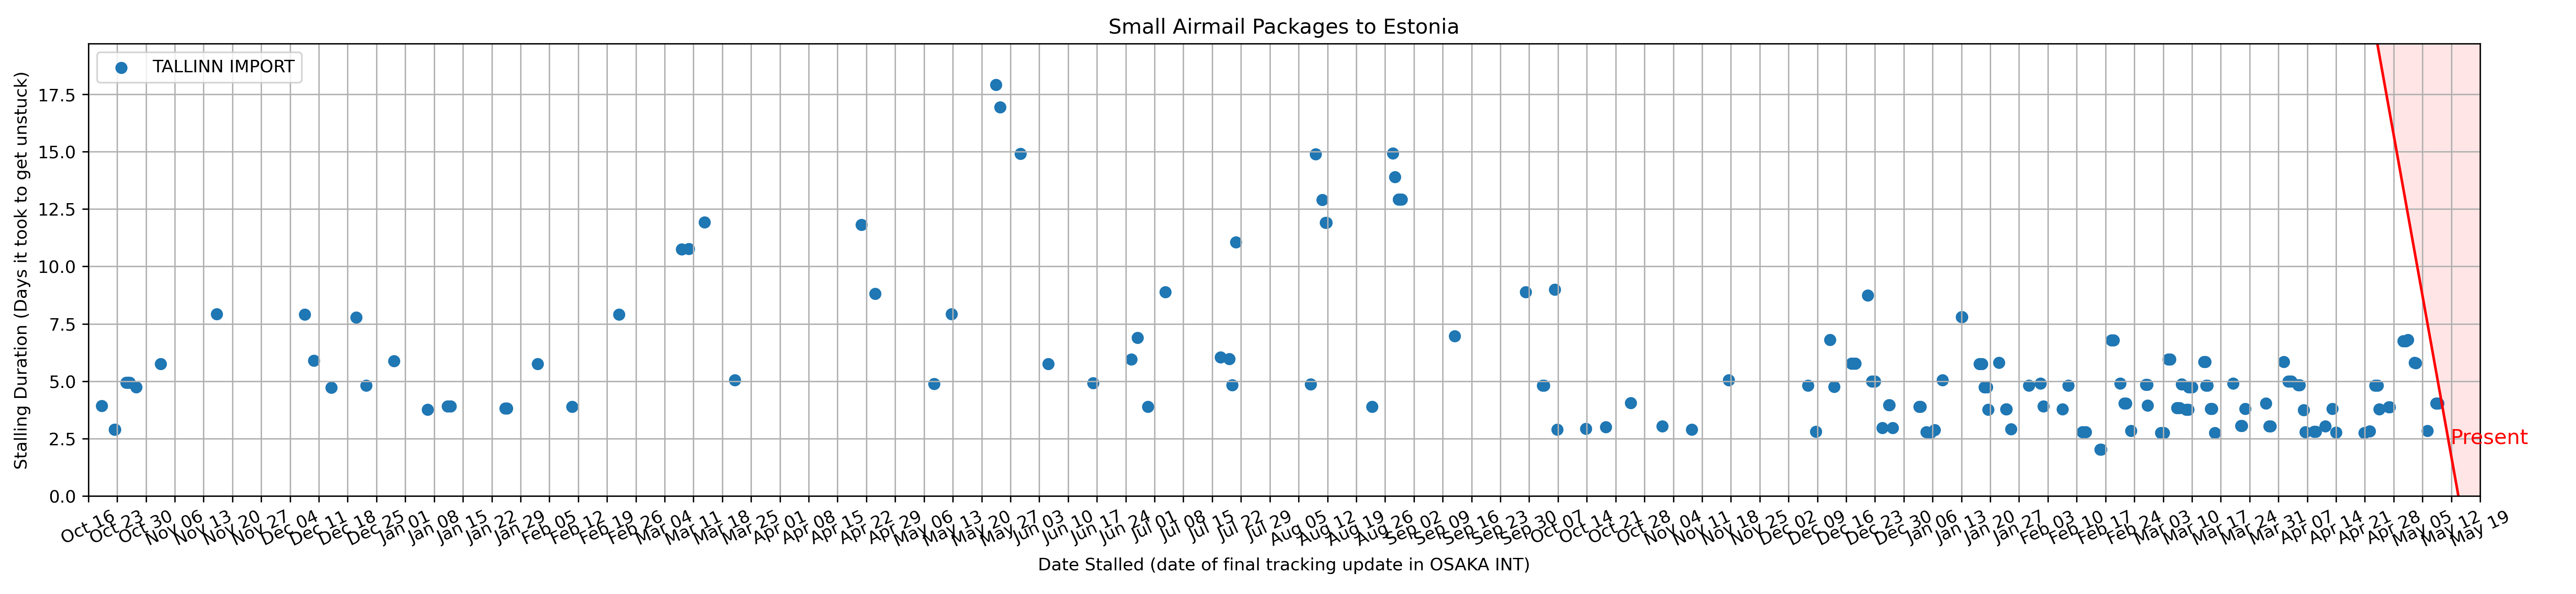 Small Airmail Packages to Estonia
TALLINN IMPORT
Stalling Duration (Days it took to get unstuck)
17.5
15.0
12.5
10.0
7.5
5.0
2.5
0.0
Present
Oct 16
Oct 23
Oct 30
Nov 06
Nov 13
Nov 20
Nov 27
Dec 04
Dec 11
Dec 18
Dec 25
Jan 01
Jan 08
Jan 15
Jan 22
Jan 29
Feb 05
Feb 12
Feb 19
Feb 26
Mar 04
Mar 11
Mar 18
Mar 25
Apr 01
Apr 08
Apr 15
Apr 22
Apr 29
May 06
May 13
May 20
May 27
Jun 03
Jun 10
Jun 17
Jun 24
Jul 01
Jul 08
Jul 15
Jul 22
Jul 29
Aug 05
Aug 12
Aug 19
Aug 26
Sep 02
Sep 09
Sep 16
Sep 23
Sep 30
Oct 07
Oct 14
Oct 21
Oct 28
Nov 04
Nov 11
Nov 18
Nov 25
Dec 02
Dec 09
Dec 16
Dec 23
Dec 30
Jan 06
Jan 13
Jan 20
Jan 27
Feb 03
Feb 10
Feb 17
Feb 24
Mar 03
Mar 10
Mar 17
Mar 24
Mar 31
Apr 07
Apr 14
Apr 21
Apr 28
May 05
May 12
May 19
Date Stalled (date of final tracking update in OSAKA INT)